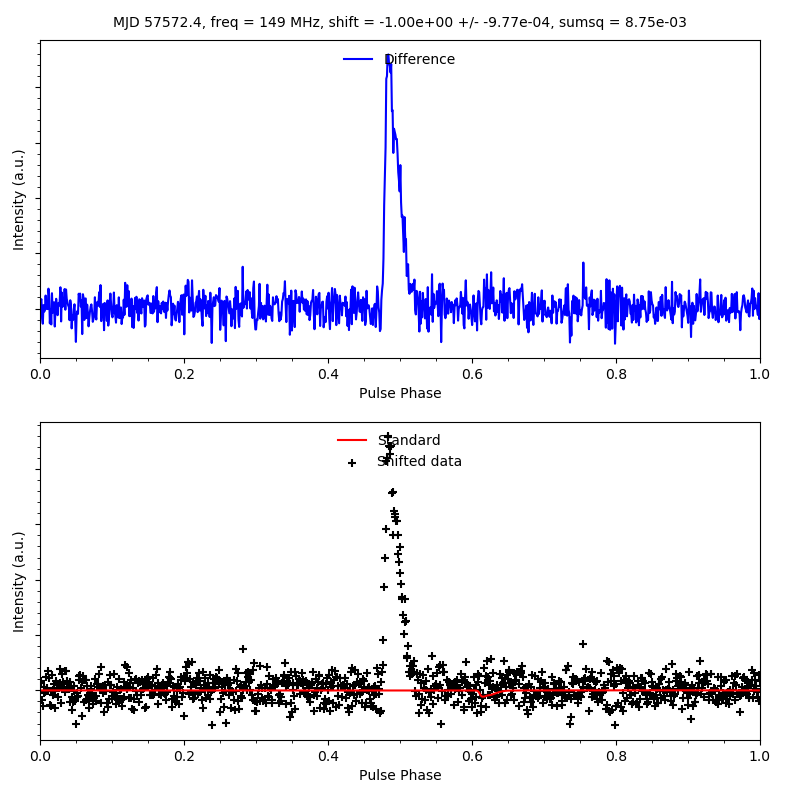 MJD 57572.4, freq = 149 MHz, shift = -1.00e+00 +/- -9.77e-04, sumsq = 8.75e-03
Difference
Intensity (a.u.)
0.0 0.2 0.4 0.6 0.8 1.0
Pulse Phase
Standard
Shifted data
Intensity (a.u.)
0.0 0.2 0.4 0.6 0.8 1.0
Pulse Phase